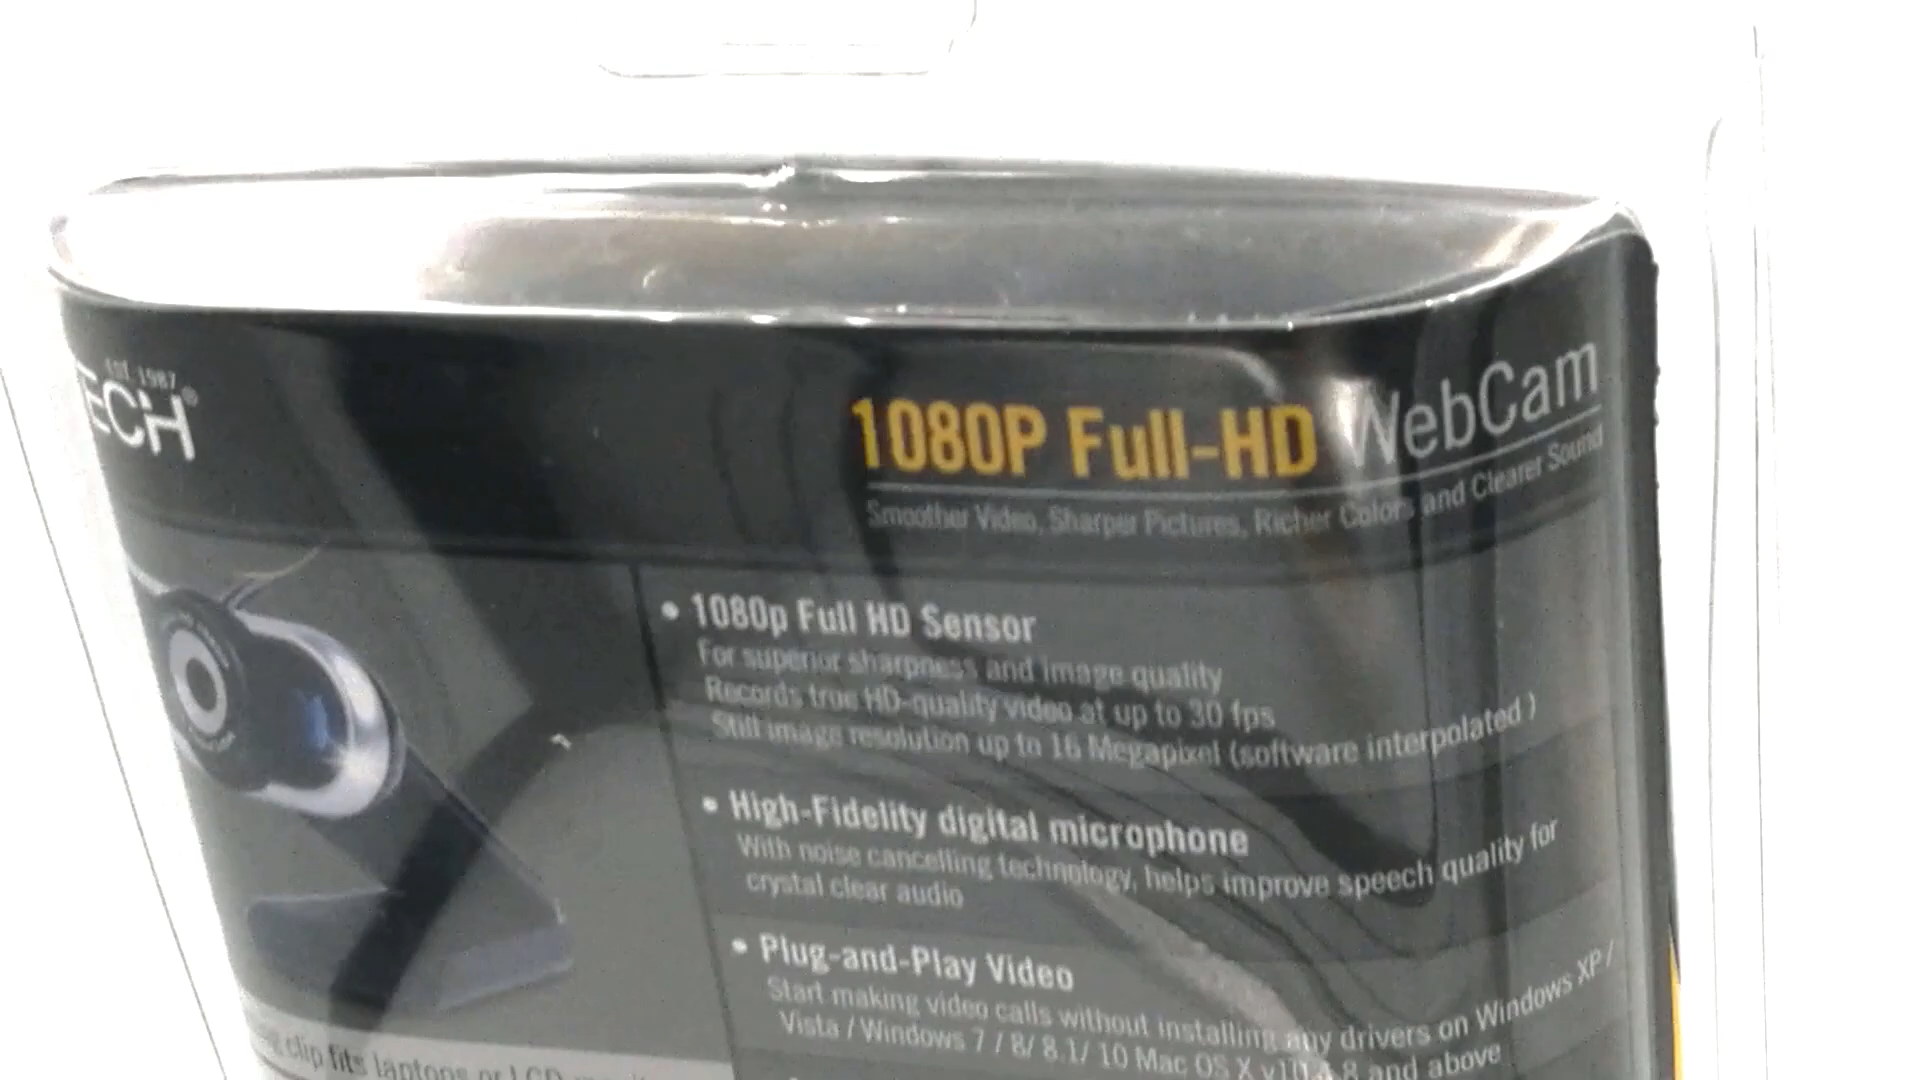 Est. 1987
ECH®
1080P Full-HD WebCam
Smoother Video, Sharper Pictures, Richer Colors and Clearer Sound
• 1080p Full HD Sensor
For superior sharpness and image quality
Records true HD-quality video at up to 30 fps
Still image resolution up to 16 Megapixel (software interpolated )
• High-Fidelity digital microphone
With noise cancelling technology, helps improve speech quality for
crystal clear audio
• Plug-and-Play Video
Start making video calls without installing any drivers on Windows XP /
Vista / Windows 7 / 8/ 8.1/ 10 Mac OS X and above
clip fits laptops or LCD